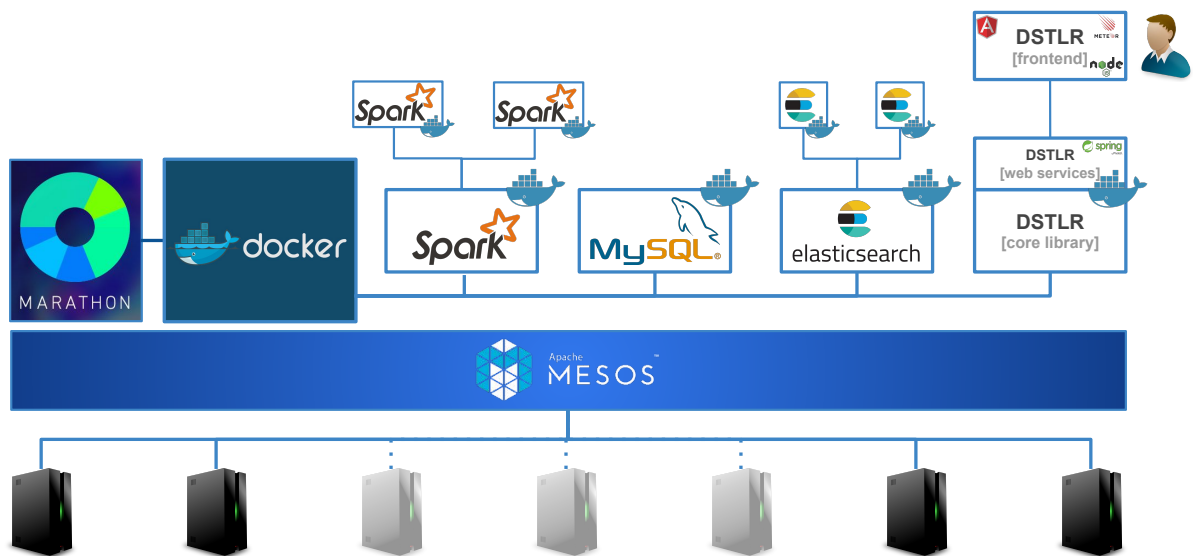 DSTLR
[frontend]
METEOR
node
Spark
Spark
DSTLR
[web services]
spring
MARATHON
docker
Spark
MySQL®
elasticsearch
DSTLR
[core library]
Apache
MESOS™